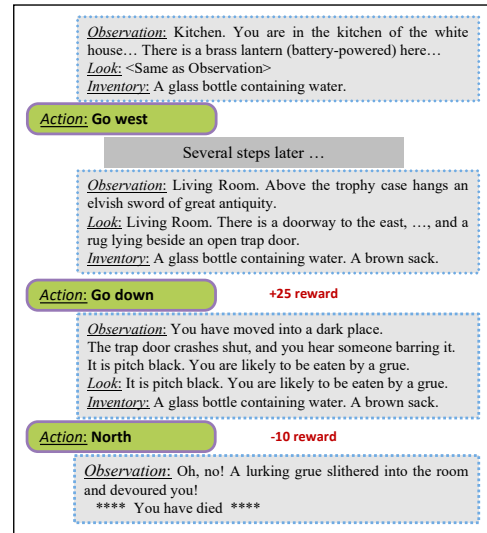 Observation: Kitchen. You are in the kitchen of the white
house… There is a brass lantern (battery-powered) here…
Look: <Same as Observation>
Inventory: A glass bottle containing water.
Action: Go west
Several steps later …
Observation: Living Room. Above the trophy case hangs an
elvish sword of great antiquity.
Look: Living Room. There is a doorway to the east, …, and a
rug lying beside an open trap door.
Inventory: A glass bottle containing water. A brown sack.
Action: Go down +25 reward
Observation: You have moved into a dark place.
The trap door crashes shut, and you hear someone barring it.
It is pitch black. You are likely to be eaten by a grue.
Look: It is pitch black. You are likely to be eaten by a grue.
Inventory: A glass bottle containing water. A brown sack.
Action: North -10 reward
Observation: Oh, no! A lurking grue slithered into the room
and devoured you!
**** You have died ****